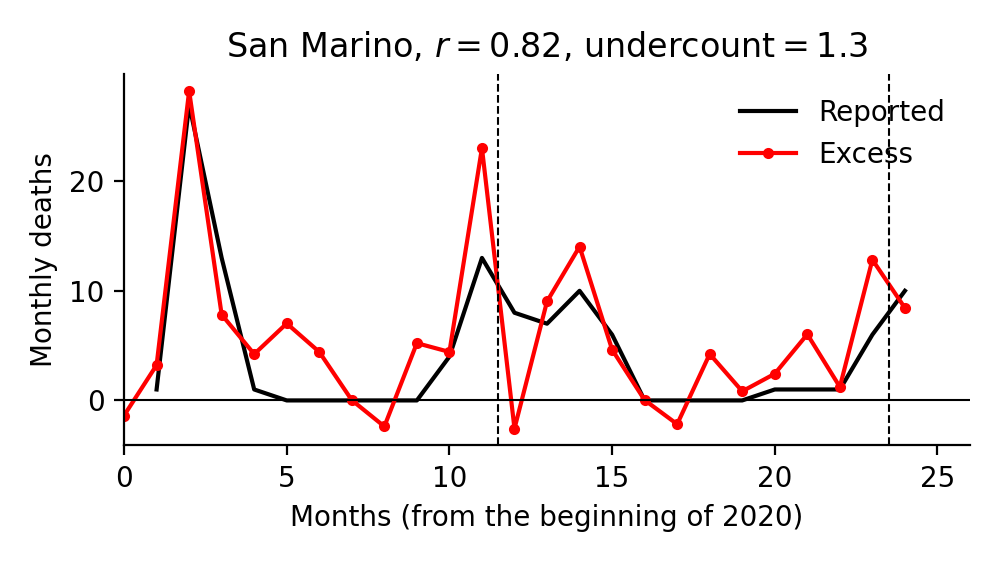 San Marino, r = 0.82, undercount = 1.3
Reported
Excess
Monthly deaths
20
10
0
0 5 10 15 20 25
Months (from the beginning of 2020)